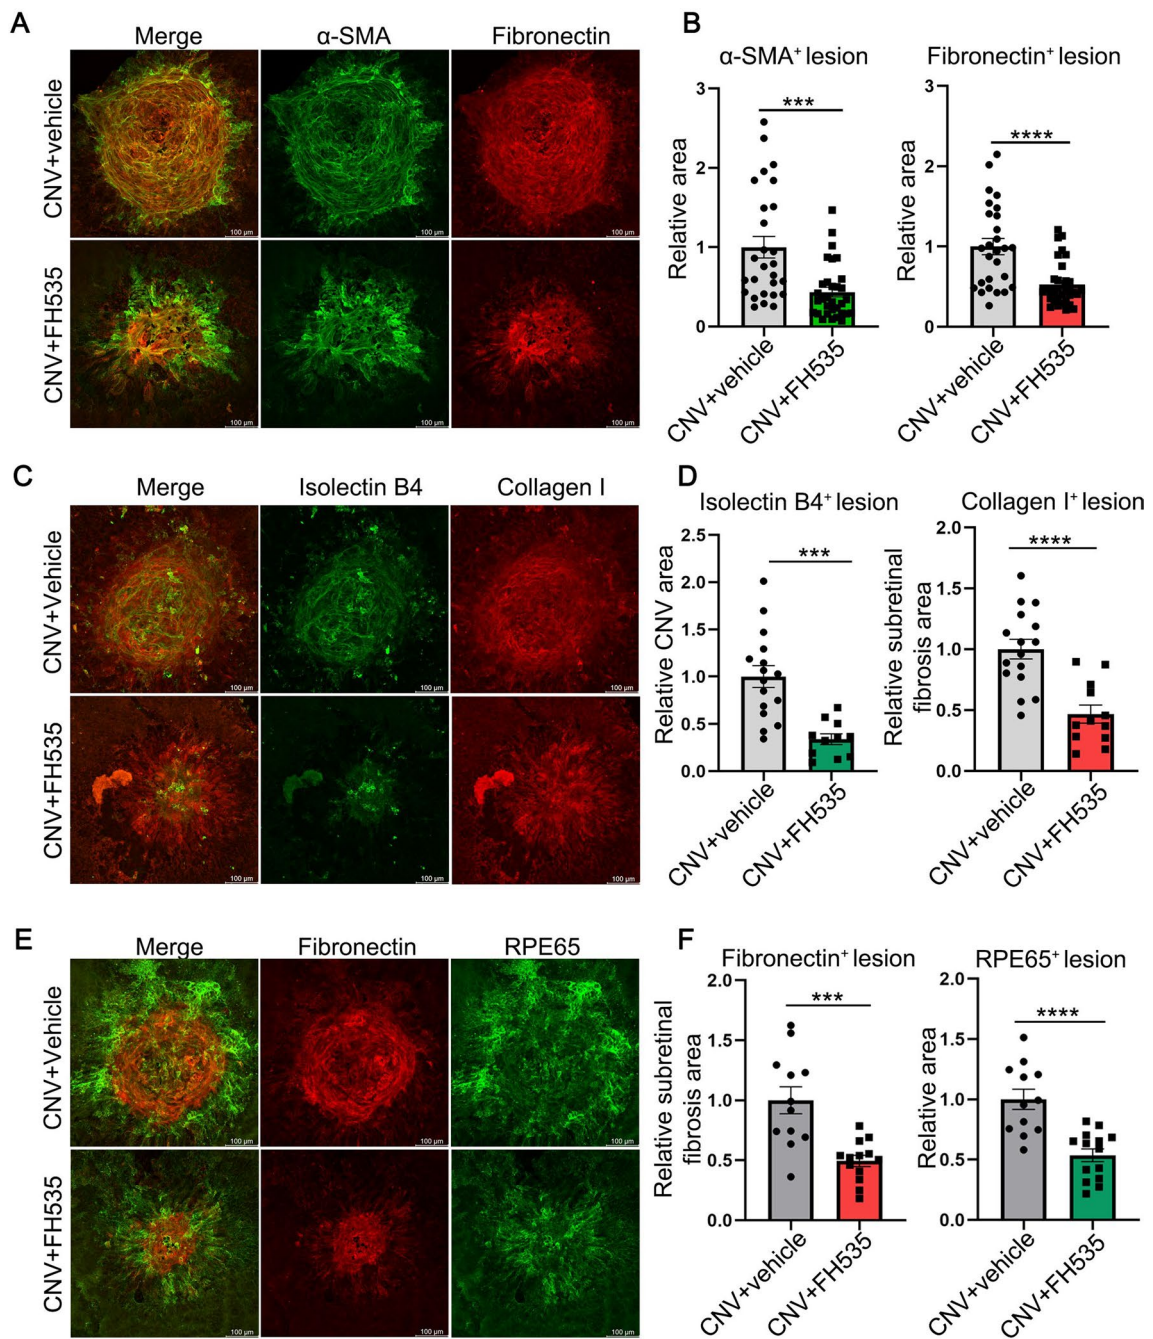 A
Merge
α-SMA
Fibronectin
CNV+vehicle
100 µm
100 µm
100 µm
CNV+FH535
100 µm
100 µm
100 µm
B
α-SMA⁺ lesion
Relative area
3
2
1
0
***
CNV+vehicle
CNV+FH535
Fibronectin⁺ lesion
Relative area
3
2
1
0
****
CNV+vehicle
CNV+FH535
C
Merge
Isolectin B4
Collagen I
CNV+Vehicle
100 µm
100 µm
100 µm
CNV+FH535
100 µm
100 µm
100 µm
D
Isolectin B4⁺ lesion
Relative CNV area
2.5
2.0
1.5
1.0
0.5
0.0
***
CNV+vehicle
CNV+FH535
Collagen I⁺ lesion
Relative subretinal
fibrosis area
2.0
1.5
1.0
0.5
0.0
****
CNV+vehicle
CNV+FH535
E
Merge
Fibronectin
RPE65
CNV+Vehicle
100 µm
100 µm
100 µm
CNV+FH535
100 µm
100 µm
100 µm
F
Fibronectin⁺ lesion
Relative subretinal
fibrosis area
2.0
1.5
1.0
0.5
0.0
***
CNV+vehicle
CNV+FH535
RPE65⁺ lesion
Relative area
2.0
1.5
1.0
0.5
0.0
****
CNV+vehicle
CNV+FH535